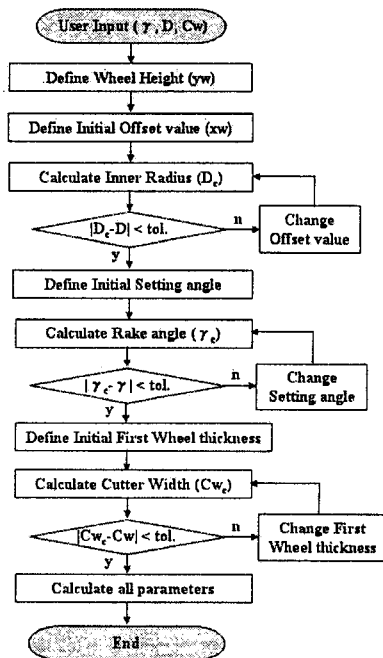 User Input ( γ, D, Cw)
Define Wheel Height (yw)
Define Initial Offset value (xw)
Calculate Inner Radius (Dc)
|Dc-D| < tol.
n
Change
Offset value
y
Define Initial Setting angle
Calculate Rake angle (γc)
| γc- γ| < tol.
n
Change
Setting angle
y
Define Initial First Wheel thickness
Calculate Cutter Width (Cwc)
|Cwc-Cw| < tol.
n
Change First
Wheel thickness
y
Calculate all parameters
End